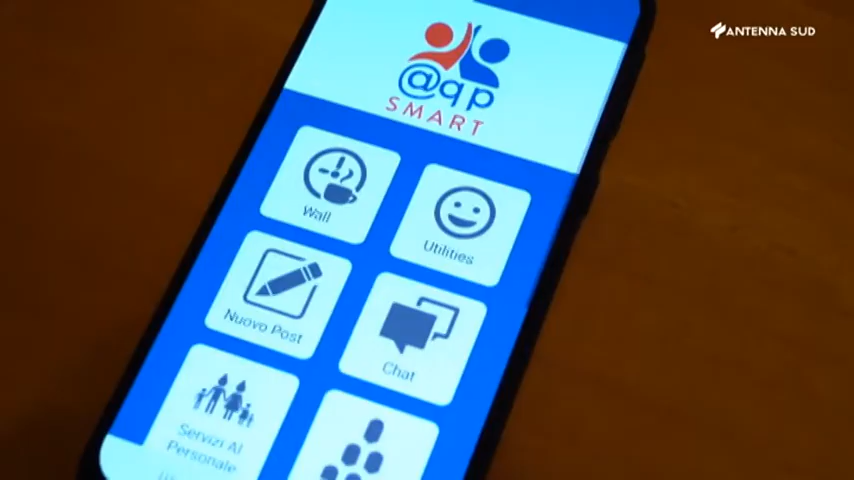 ANTENNA SUD
@qp
SMART
Wall
Utilities
Nuovo Post
Chat
Servizi Al
Personale